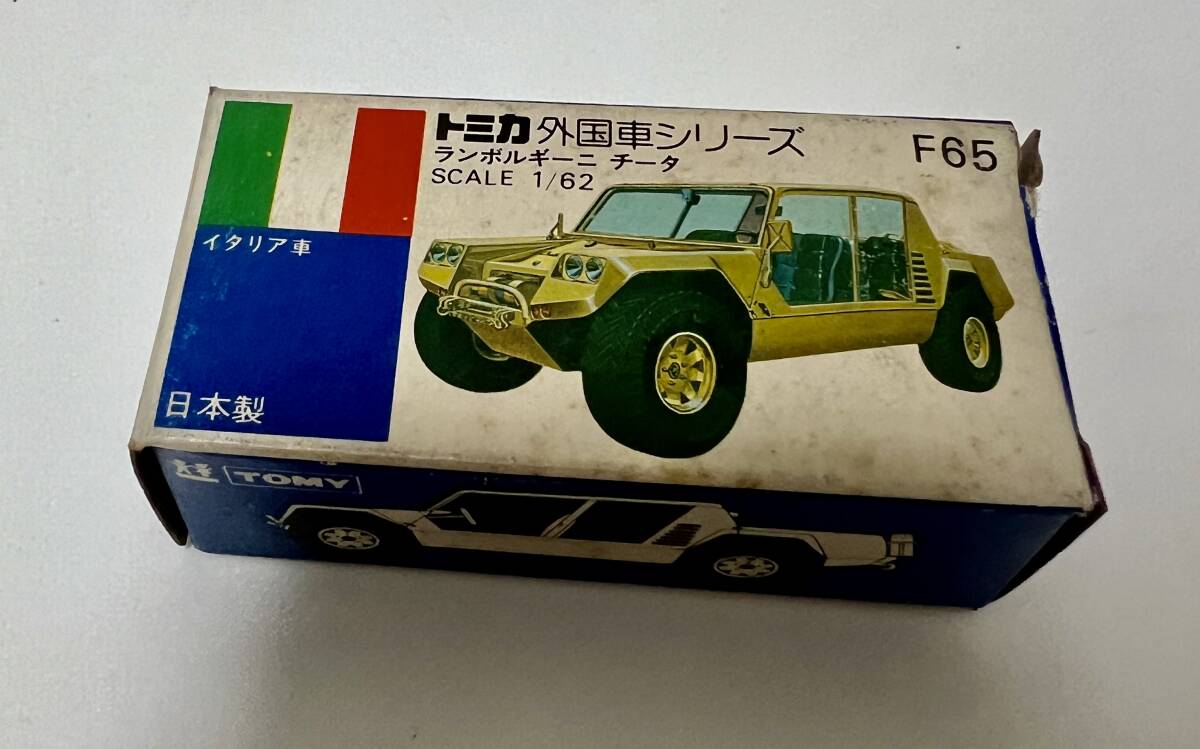 トミカ 外国車シリーズ F65
ランボルギーニ チータ
SCALE 1/62
イタリア車
日本製
TOMY